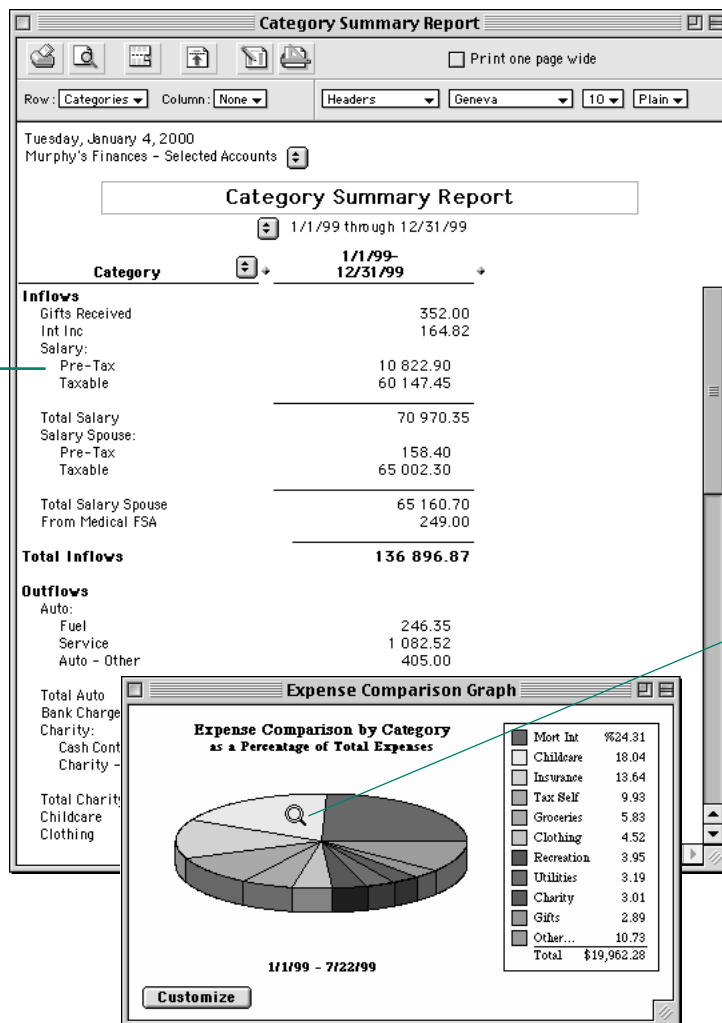 Category Summary Report
Print one page wide
Row: Categories Column: None Headers Geneva 10 Plain
Tuesday, January 4, 2000
Murphy's Finances - Selected Accounts
Category Summary Report
1/1/99 through 12/31/99
Category 1/1/99-
12/31/99
Inflows
Gifts Received 352.00
Int Inc 164.82
Salary:
Pre-Tax 10 822.90
Taxable 60 147.45
Total Salary 70 970.35
Salary Spouse:
Pre-Tax 158.40
Taxable 65 002.30
Total Salary Spouse 65 160.70
From Medical FSA 249.00
Total Inflows 136 896.87
Outflows
Auto:
Fuel 246.35
Service 1 082.52
Auto - Other 405.00
Total Auto
Bank Charge
Charity:
Cash Cont
Charity -
Total Charity
Childcare
Clothing
Expense Comparison Graph
Expense Comparison by Category
as a Percentage of Total Expenses
Mort Int %24.31
Childcare 18.04
Insurance 13.64
Tax Self 9.93
Groceries 5.83
Clothing 4.52
Recreation 3.95
Utilities 3.19
Charity 3.01
Gifts 2.89
Other... 10.73
Total $19,962.28
1/1/99 - 7/22/99
Customize